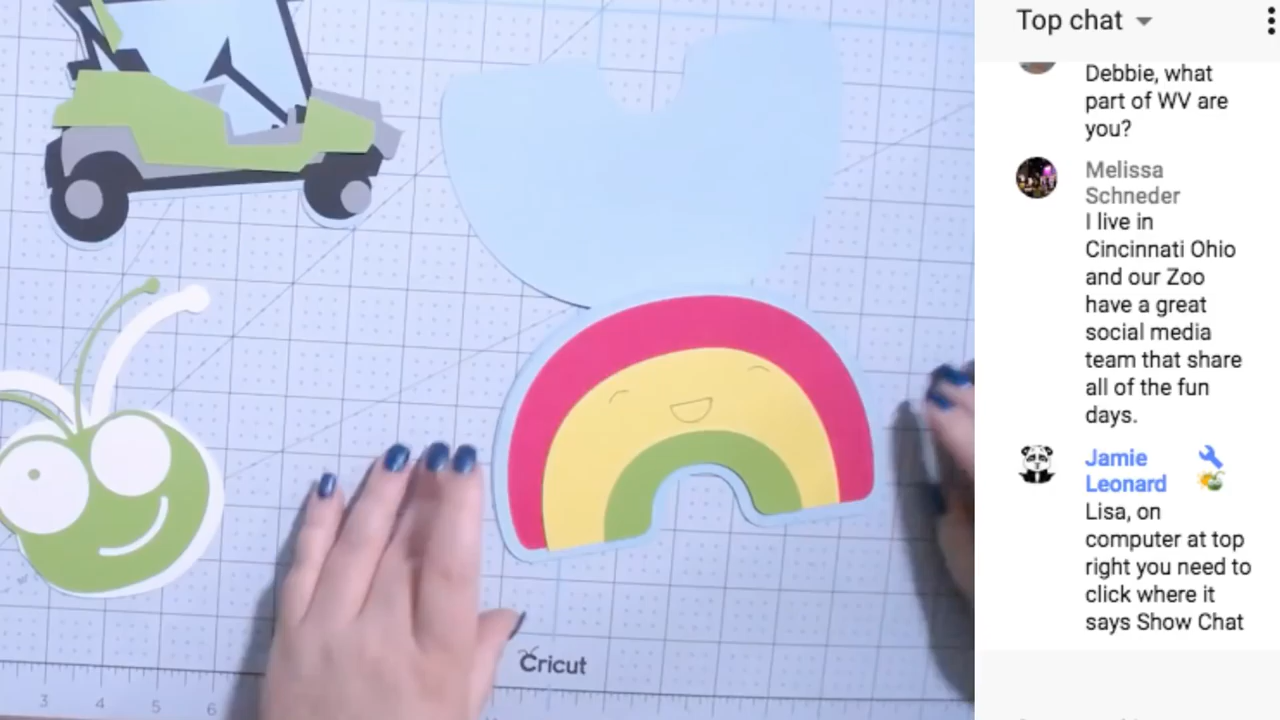 Top chat
Debbie, what
part of WV are
you?
Melissa
Schneder
I live in
Cincinnati Ohio
and our Zoo
have a great
social media
team that share
all of the fun
days.
Jamie
Leonard
Lisa, on
computer at top
right you need to
click where it
says Show Chat
Cricut
3 4 5 6